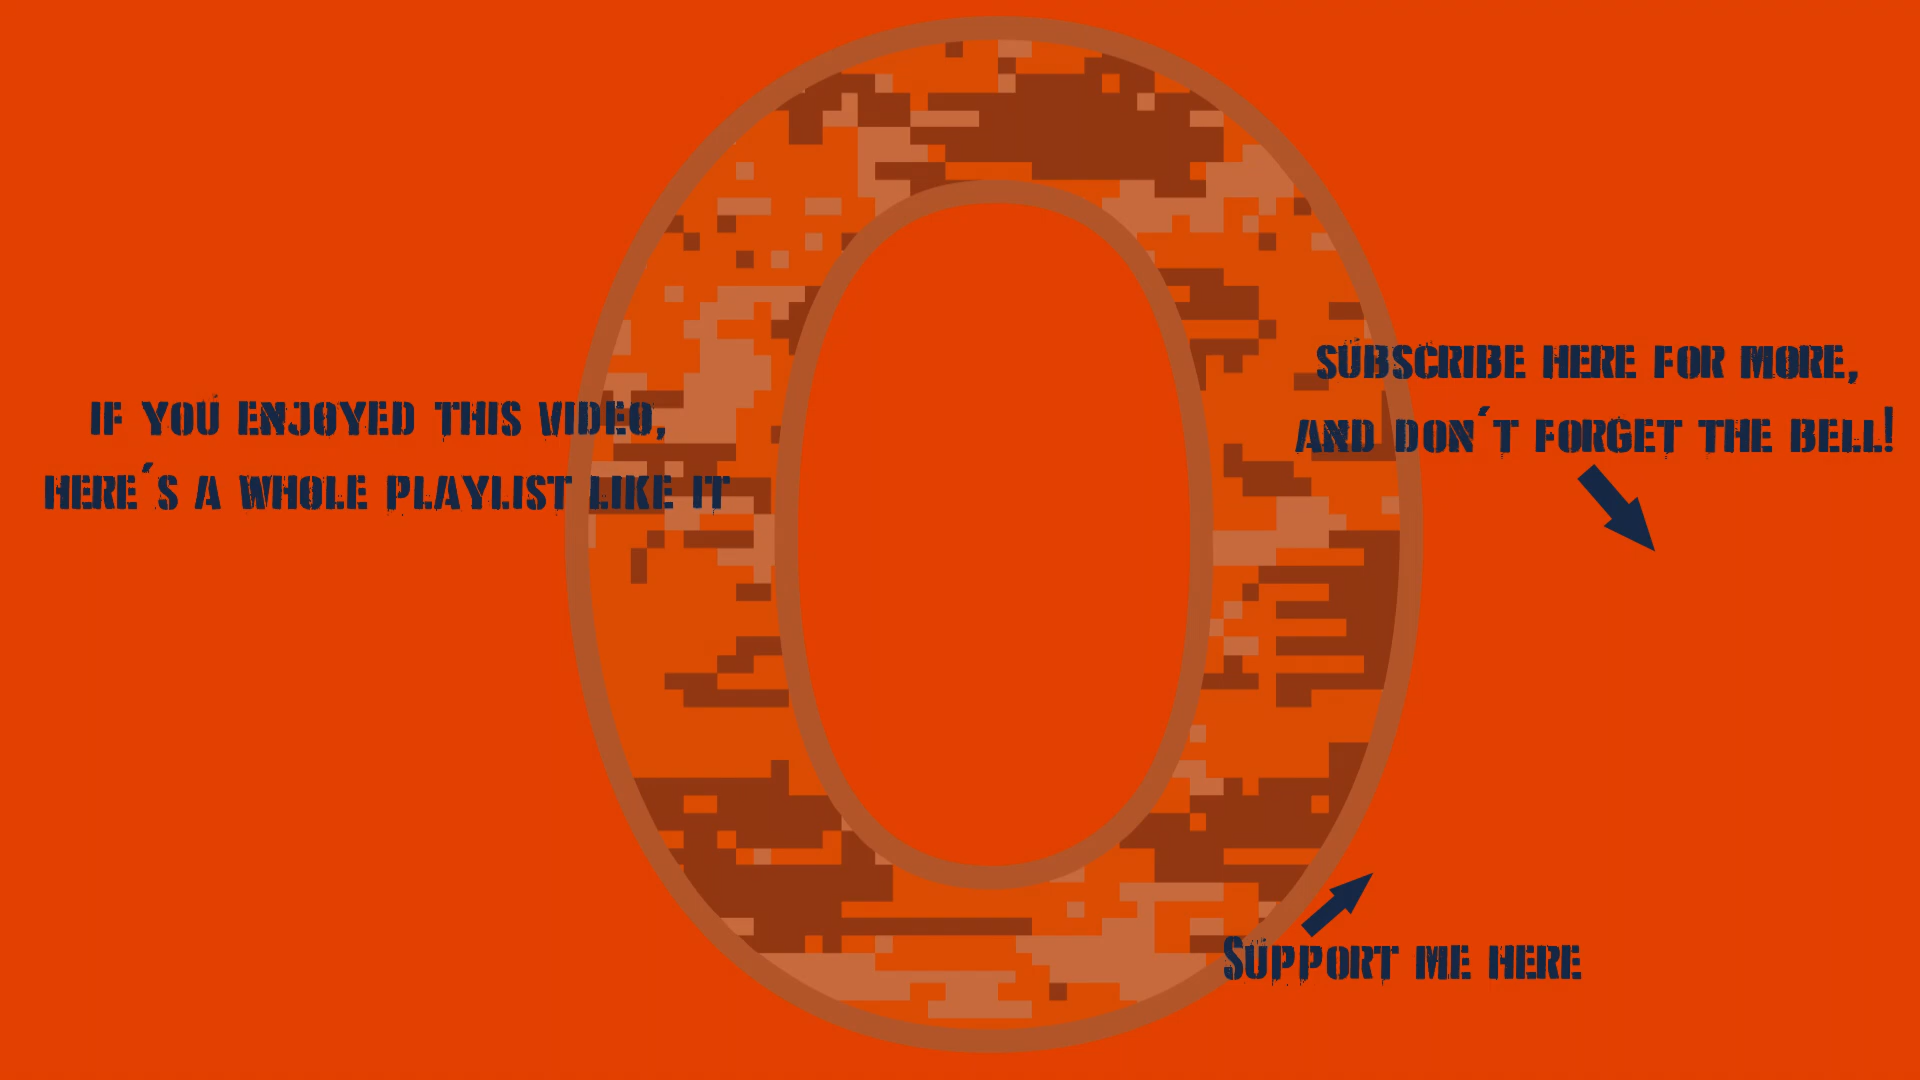 IF YOU ENJOYED THIS VIDEO,
HERE´S A WHOLE PLAYLIST LIKE IT
SUBSCRIBE HERE FOR MORE,
AND DON´T FORGET THE BELL!
SUPPORT ME HERE
O